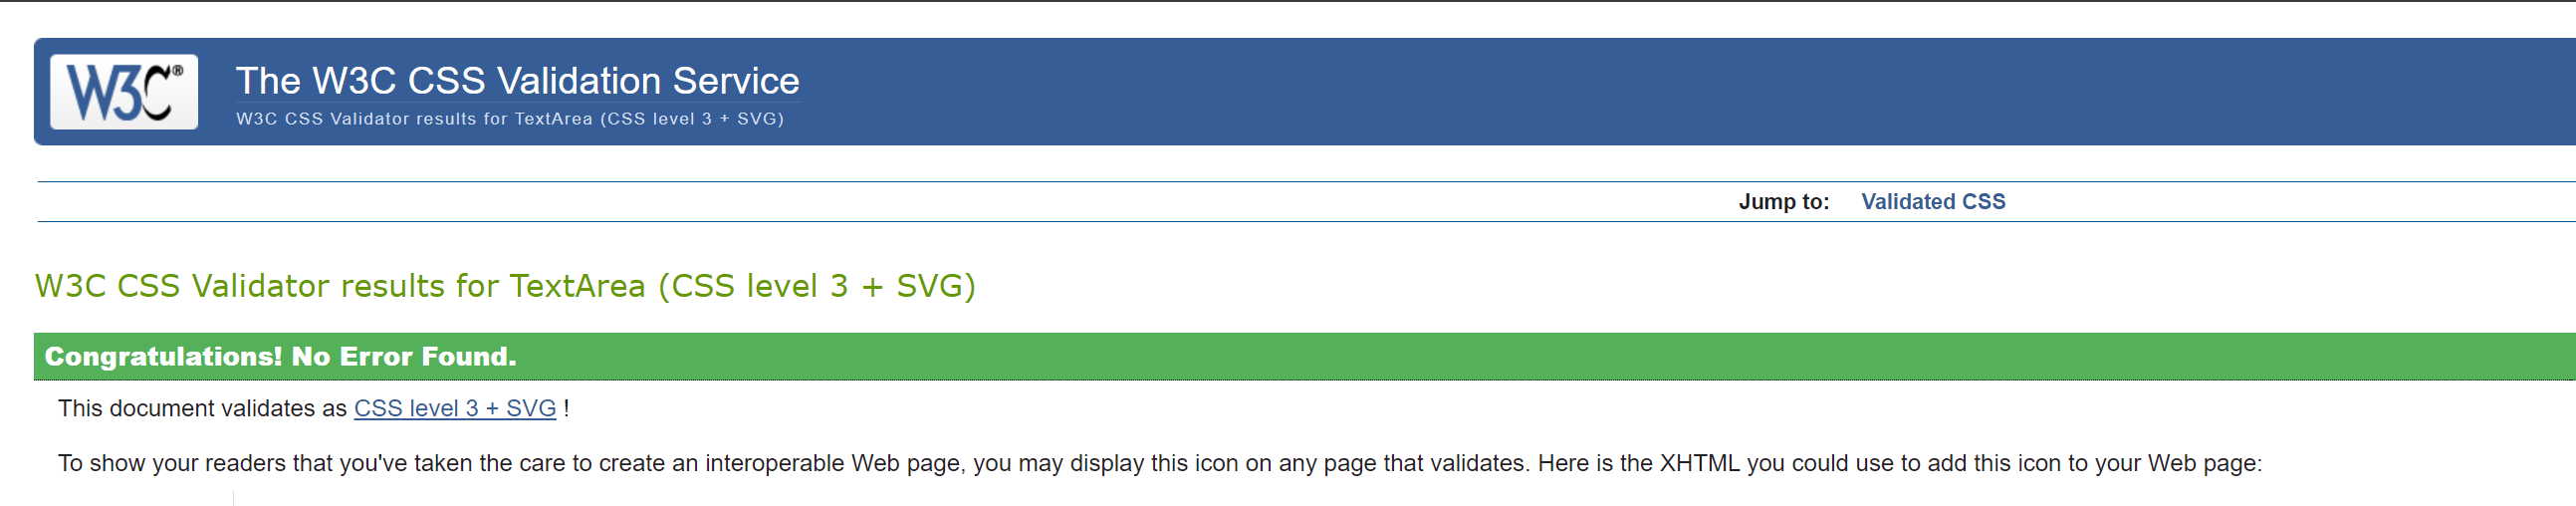 W3C®
The W3C CSS Validation Service
W3C CSS Validator results for TextArea (CSS level 3 + SVG)
Jump to: Validated CSS
W3C CSS Validator results for TextArea (CSS level 3 + SVG)
Congratulations! No Error Found.
This document validates as CSS level 3 + SVG !
To show your readers that you've taken the care to create an interoperable Web page, you may display this icon on any page that validates. Here is the XHTML you could use to add this icon to your Web page: